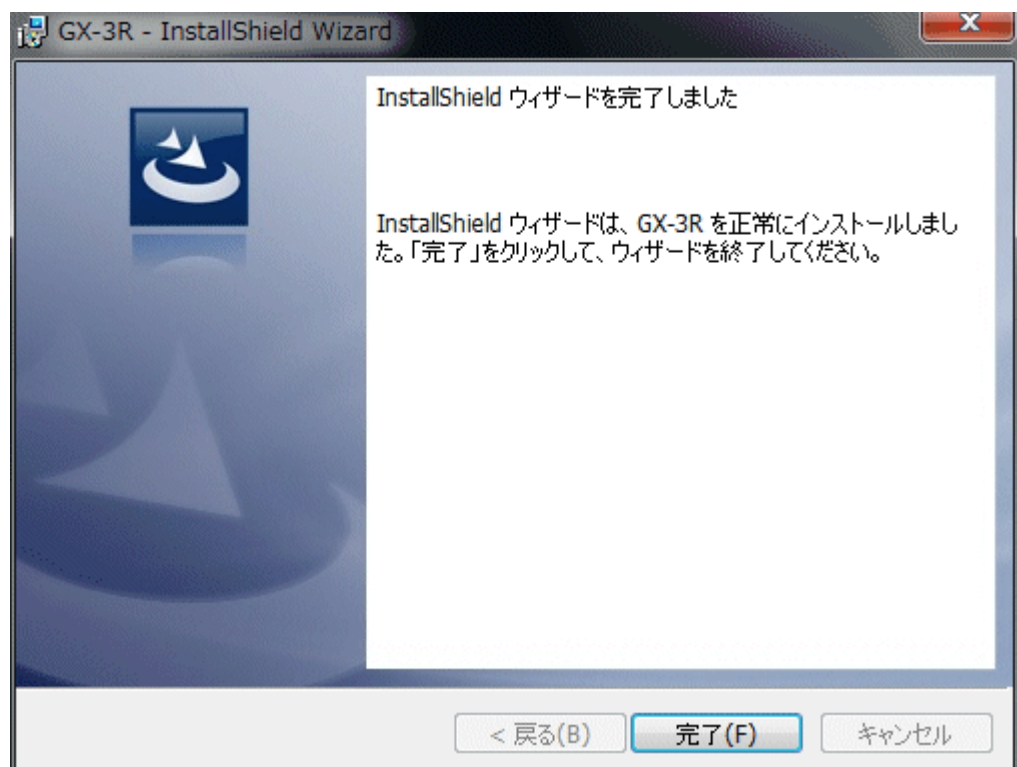 GX-3R - InstallShield Wizard
InstallShield ウィザードを完了しました
InstallShield ウィザードは、GX-3R を正常にインストールしまし
た。「完了」をクリックして、ウィザードを終了してください。
< 戻る(B) 完了(F) キャンセル